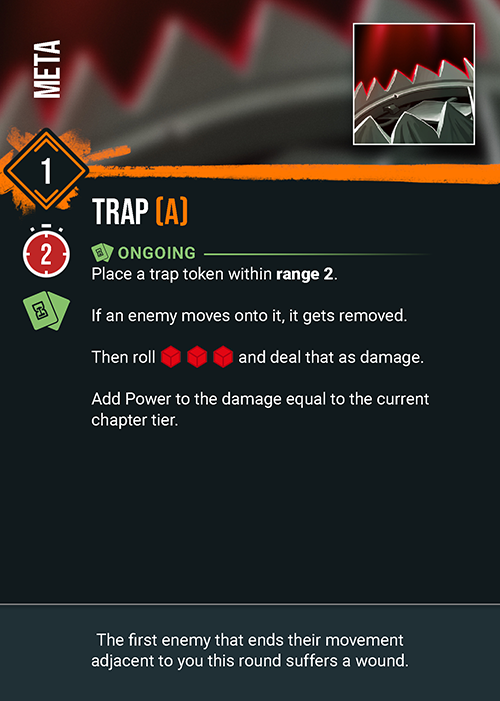 META
1
TRAP (A)
2
ONGOING
Place a trap token within range 2.
If an enemy moves onto it, it gets removed.
Then roll and deal that as damage.
Add Power to the damage equal to the current
chapter tier.
The first enemy that ends their movement
adjacent to you this round suffers a wound.